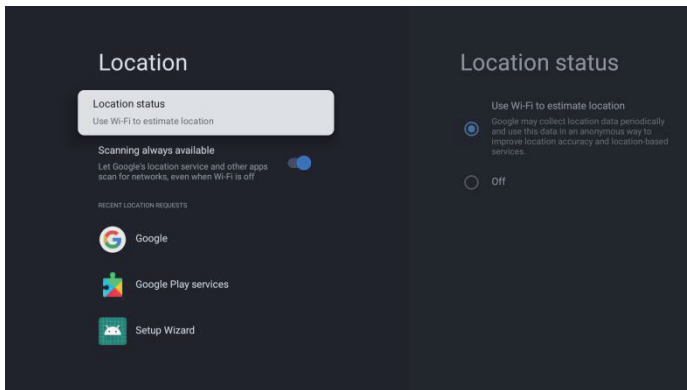 Location
Location status
Use Wi-Fi to estimate location
Scanning always available
Let Google's location service and other apps
scan for networks, even when Wi-Fi is off
RECENT LOCATION REQUESTS
Google
Google Play services
Setup Wizard
Location status
Use Wi-Fi to estimate location
Google may collect location data periodically
and use this data in an anonymous way to
improve location accuracy and location-based
services.
Off